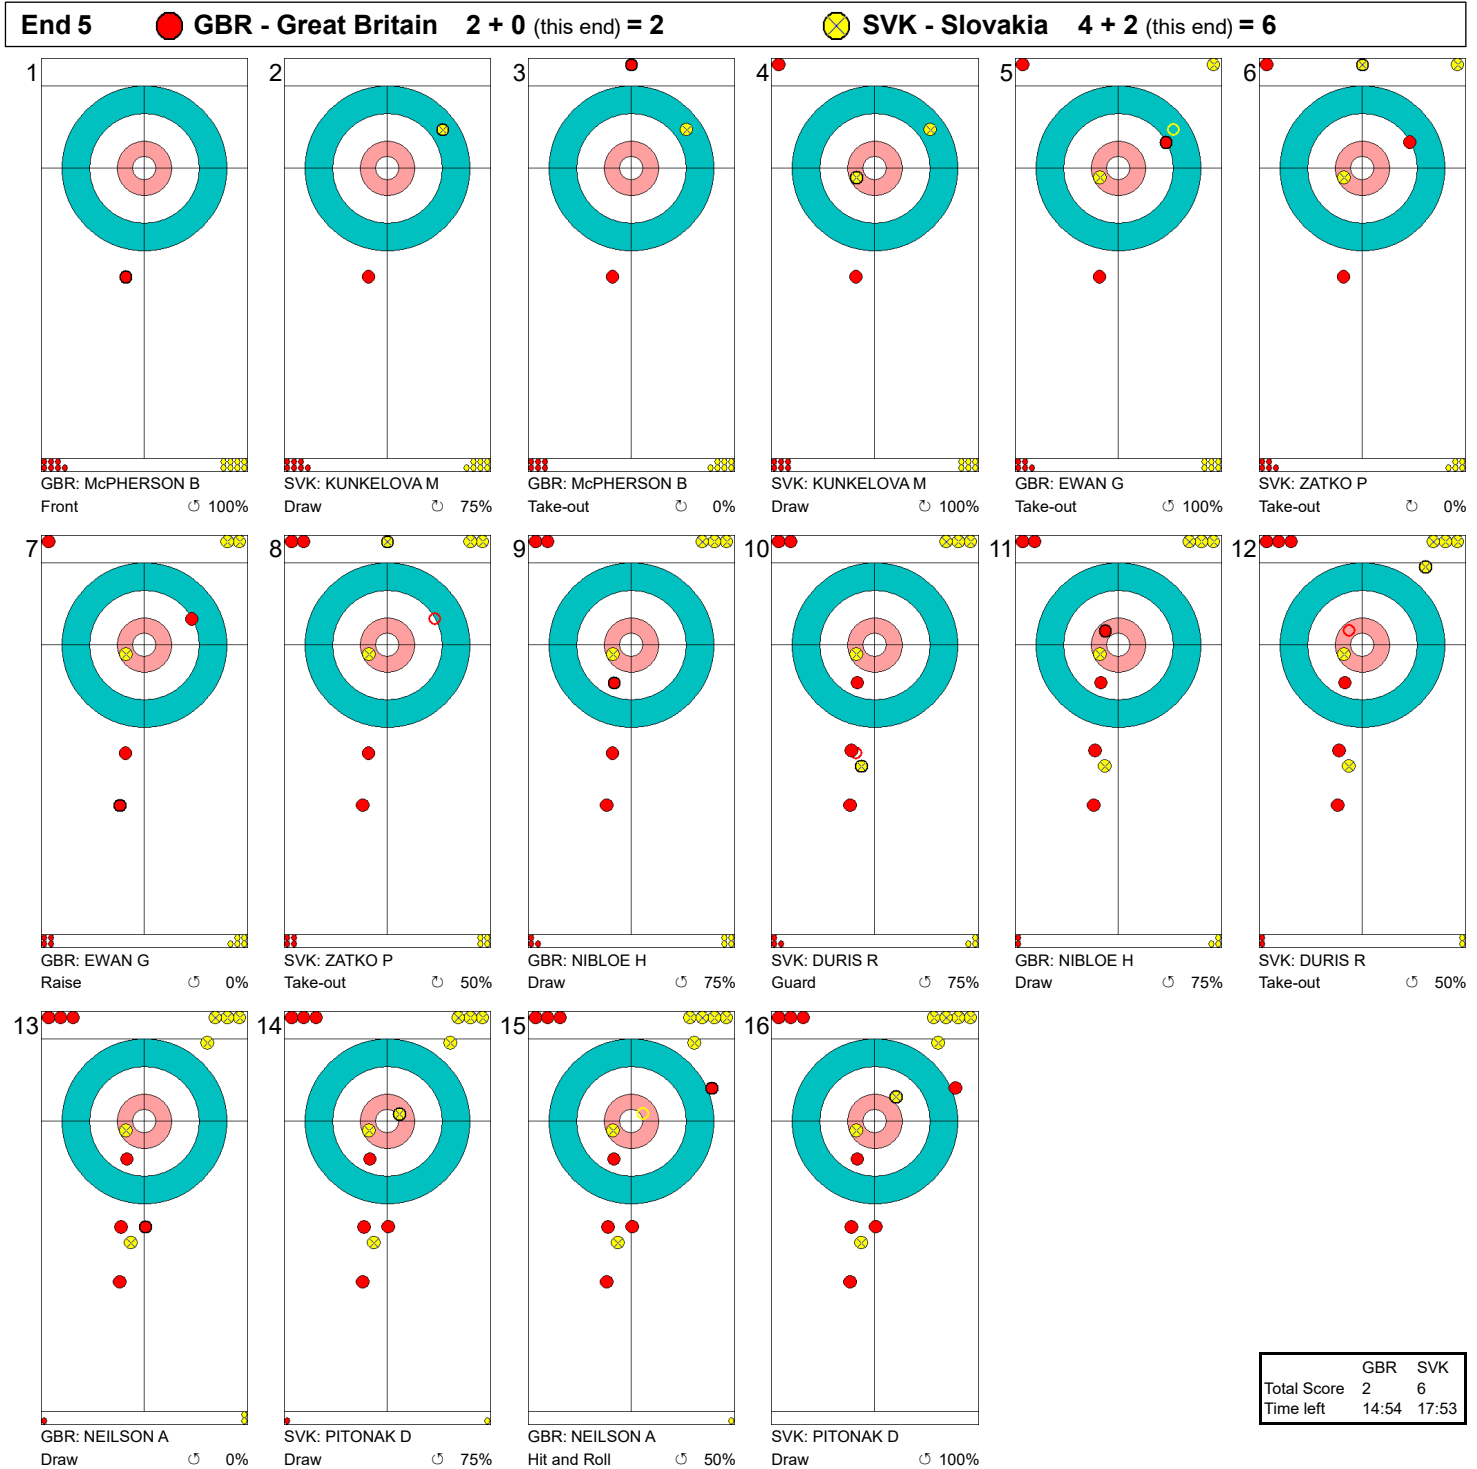 End 5 GBR - Great Britain 2 + 0 (this end) = 2 SVK - Slovakia 4 + 2 (this end) = 6
1 2 3 4 5 6
GBR: McPHERSON B SVK: KUNKELOVA M GBR: McPHERSON B SVK: KUNKELOVA M GBR: EWAN G SVK: ZATKO P
Front ↺ 100% Draw ↻ 75% Take-out ↻ 0% Draw ↺ 100% Take-out ↺ 100% Take-out ↻ 0%
7 8 9 10 11 12
GBR: EWAN G SVK: ZATKO P GBR: NIBLOE H SVK: DURIS R GBR: NIBLOE H SVK: DURIS R
Raise ↺ 0% Take-out ↻ 50% Draw ↺ 75% Guard ↺ 75% Draw ↺ 75% Take-out ↺ 50%
13 14 15 16
GBR: NEILSON A SVK: PITONAK D GBR: NEILSON A SVK: PITONAK D
Draw ↺ 0% Draw ↺ 75% Hit and Roll ↺ 50% Draw ↺ 100%
GBR SVK
Total Score 2 6
Time left 14:54 17:53